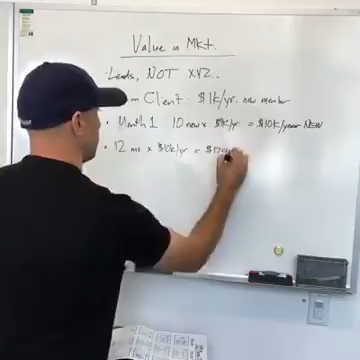 Value in Mkt.
· Leads, NOT XYZ..
Client · $1k/yr. new member
• Month 1 · 10 new x $1k/yr = $10k/year NEW
• 12 mo x $10k/yr = $120